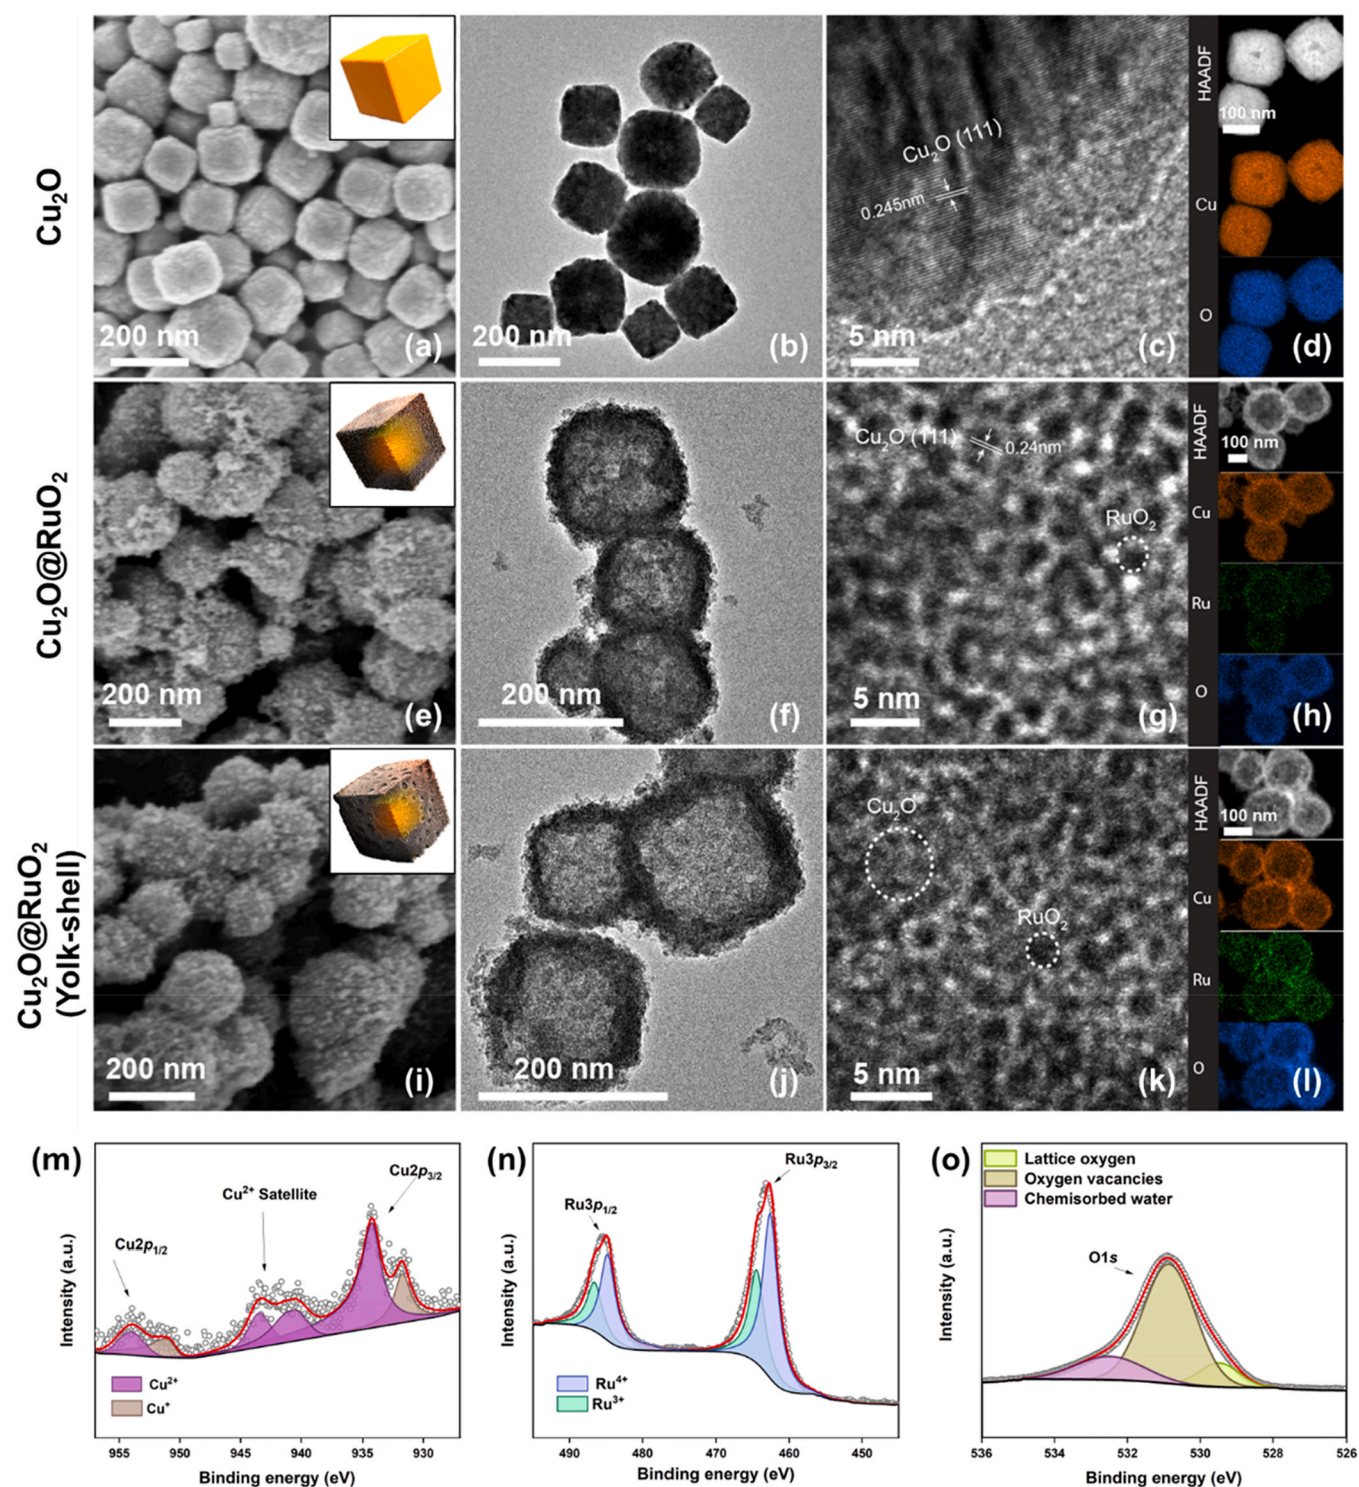 Cu₂O
200 nm
(a)
200 nm
(b)
Cu₂O (111)
0.245nm
5 nm
(c)
HAADF
100 nm
Cu
O
(d)
Cu₂O@RuO₂
200 nm
(e)
200 nm
(f)
Cu₂O (111)
0.24nm
RuO₂
5 nm
(g)
HAADF
100 nm
Cu
Ru
O
(h)
Cu₂O@RuO₂
(Yolk-shell)
200 nm
(i)
200 nm
(j)
Cu₂O
RuO₂
5 nm
(k)
HAADF
100 nm
Cu
Ru
O
(l)
(m)
Cu2p₃/₂
Cu²⁺ Satellite
Cu2p₁/₂
Intensity (a.u.)
Cu²⁺
Cu⁺
955 950 945 940 935 930
Binding energy (eV)
(n)
Ru3p₃/₂
Ru3p₁/₂
Intensity (a.u.)
Ru⁴⁺
Ru³⁺
490 480 470 460 450
Binding energy (eV)
(o)
Lattice oxygen
Oxygen vacancies
Chemisorbed water
O1s
Intensity (a.u.)
536 534 532 530 528 526
Binding energy (eV)